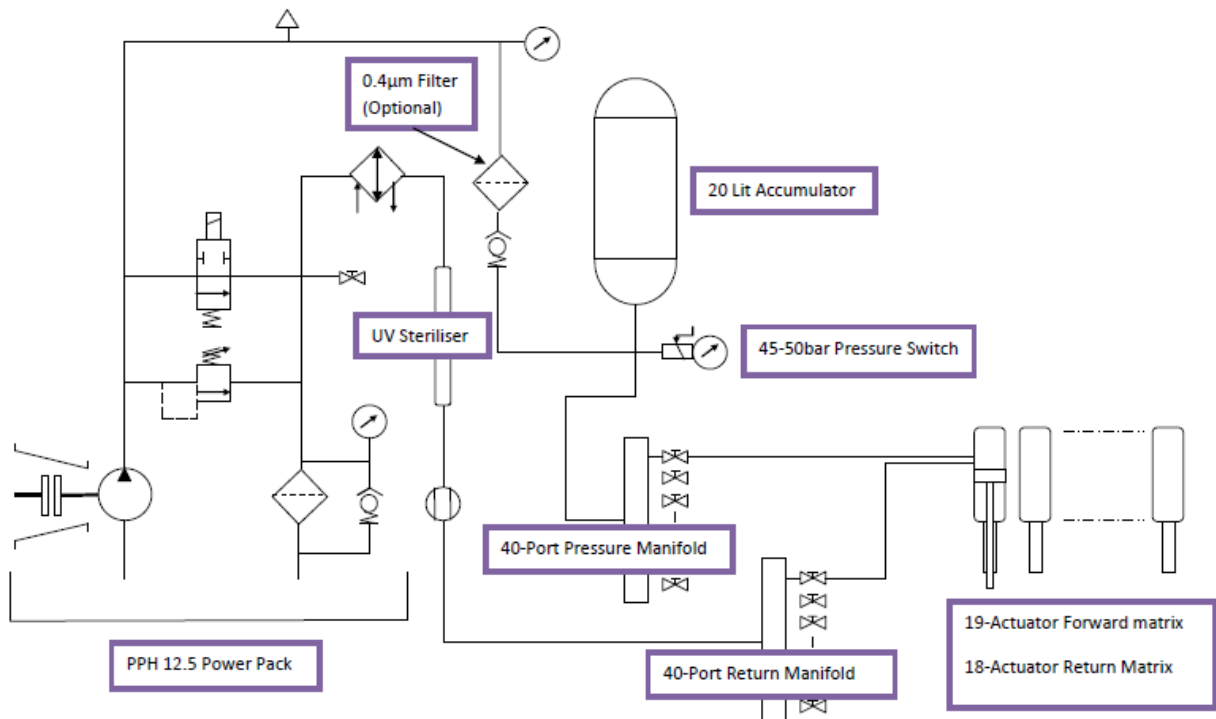 0.4µm Filter
(Optional)
20 Lit Accumulator
UV Steriliser
45-50bar Pressure Switch
40-Port Pressure Manifold
40-Port Return Manifold
PPH 12.5 Power Pack
19-Actuator Forward matrix
18-Actuator Return Matrix